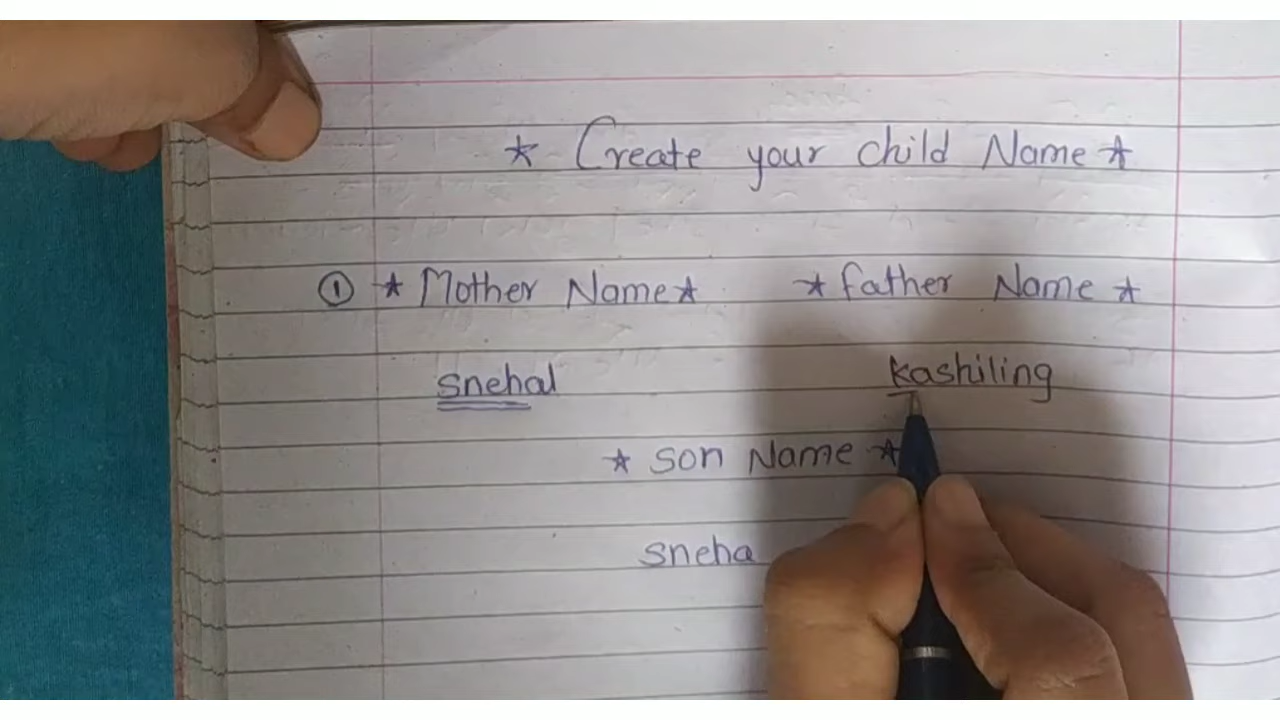 * Create your child Name *
① * Mother Name * * Father Name *
snehal kashiling
* Son Name *
sneha